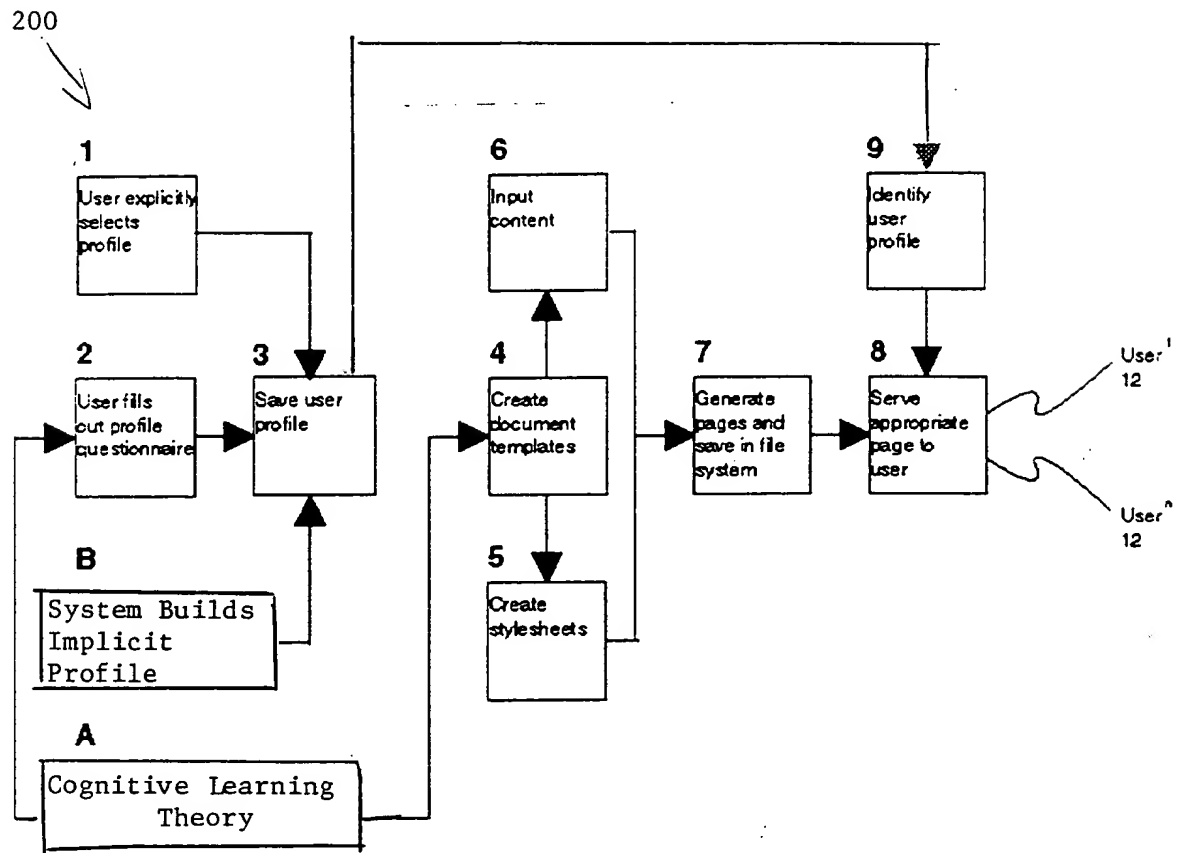 200
1
User explicitly
selects
profile
6
Input
content
9
Identify
user
profile
2
User fills
out profile
questionnaire
3
Save user
profile
4
Create
document
templates
7
Generate
pages and
save in file
system
8
Serve
appropriate
page to
user
User 1
12
User n
12
B
System Builds
Implicit
Profile
5
Create
stylesheets
A
Cognitive Learning
Theory